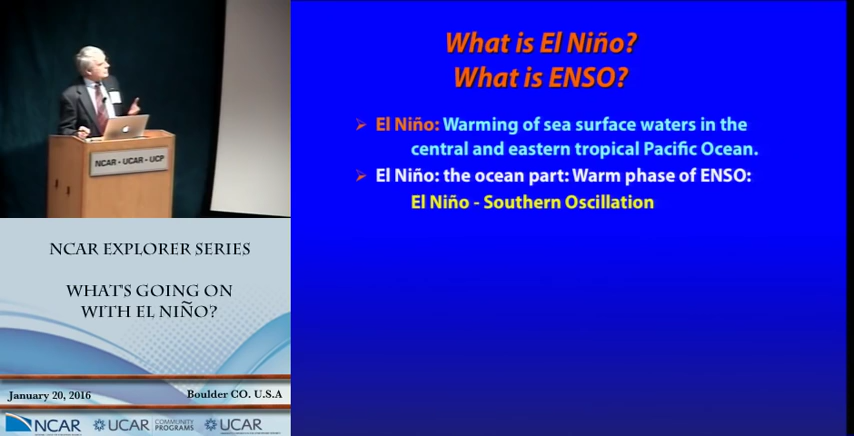 NCAR - UCAR - UCP
NCAR EXPLORER SERIES
WHAT'S GOING ON
WITH EL NIÑO?
January 20, 2016
Boulder CO. U.S.A
NCAR
UCAR
COMMUNITY
PROGRAMS
UCAR
What is El Niño?
What is ENSO?
➢ El Niño: Warming of sea surface waters in the
central and eastern tropical Pacific Ocean.
➢ El Niño: the ocean part: Warm phase of ENSO:
El Niño - Southern Oscillation